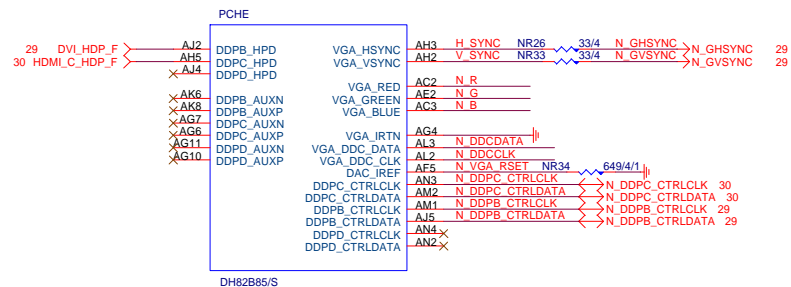 PCHE
29 DVI_HDP_F AJ2 DDPB_HPD VGA_HSYNC AH3 H_SYNC NR26 33/4 N_GHSYNC N_GHSYNC 29
30 HDMI_C_HDP_F AH5 DDPC_HPD VGA_VSYNC AH2 V_SYNC NR33 33/4 N_GVSYNC N_GVSYNC 29
AJ4 DDPD_HPD
VGA_RED AC2 N_R
AK6 DDPB_AUXN VGA_GREEN AE2 N_G
AK8 DDPB_AUXP VGA_BLUE AC3 N_B
AG7 DDPC_AUXN
AG6 DDPC_AUXP VGA_IRTN AG4
AG11 DDPD_AUXN VGA_DDC_DATA AL3 N_DDCDATA
AG10 DDPD_AUXP VGA_DDC_CLK AL2 N_DDCCLK
DAC_IREF AF5 N_VGA_RSET NR34 649/4/1
DDPC_CTRLCLK AN3 N_DDPC_CTRLCLK N_DDPC_CTRLCLK 30
DDPC_CTRLDATA AM2 N_DDPC_CTRLDATA N_DDPC_CTRLDATA 30
DDPB_CTRLCLK AM1 N_DDPB_CTRLCLK N_DDPB_CTRLCLK 29
DDPB_CTRLDATA AJ5 N_DDPB_CTRLDATA N_DDPB_CTRLDATA 29
DDPD_CTRLCLK AN4
DDPD_CTRLDATA AN2
DH82B85/S